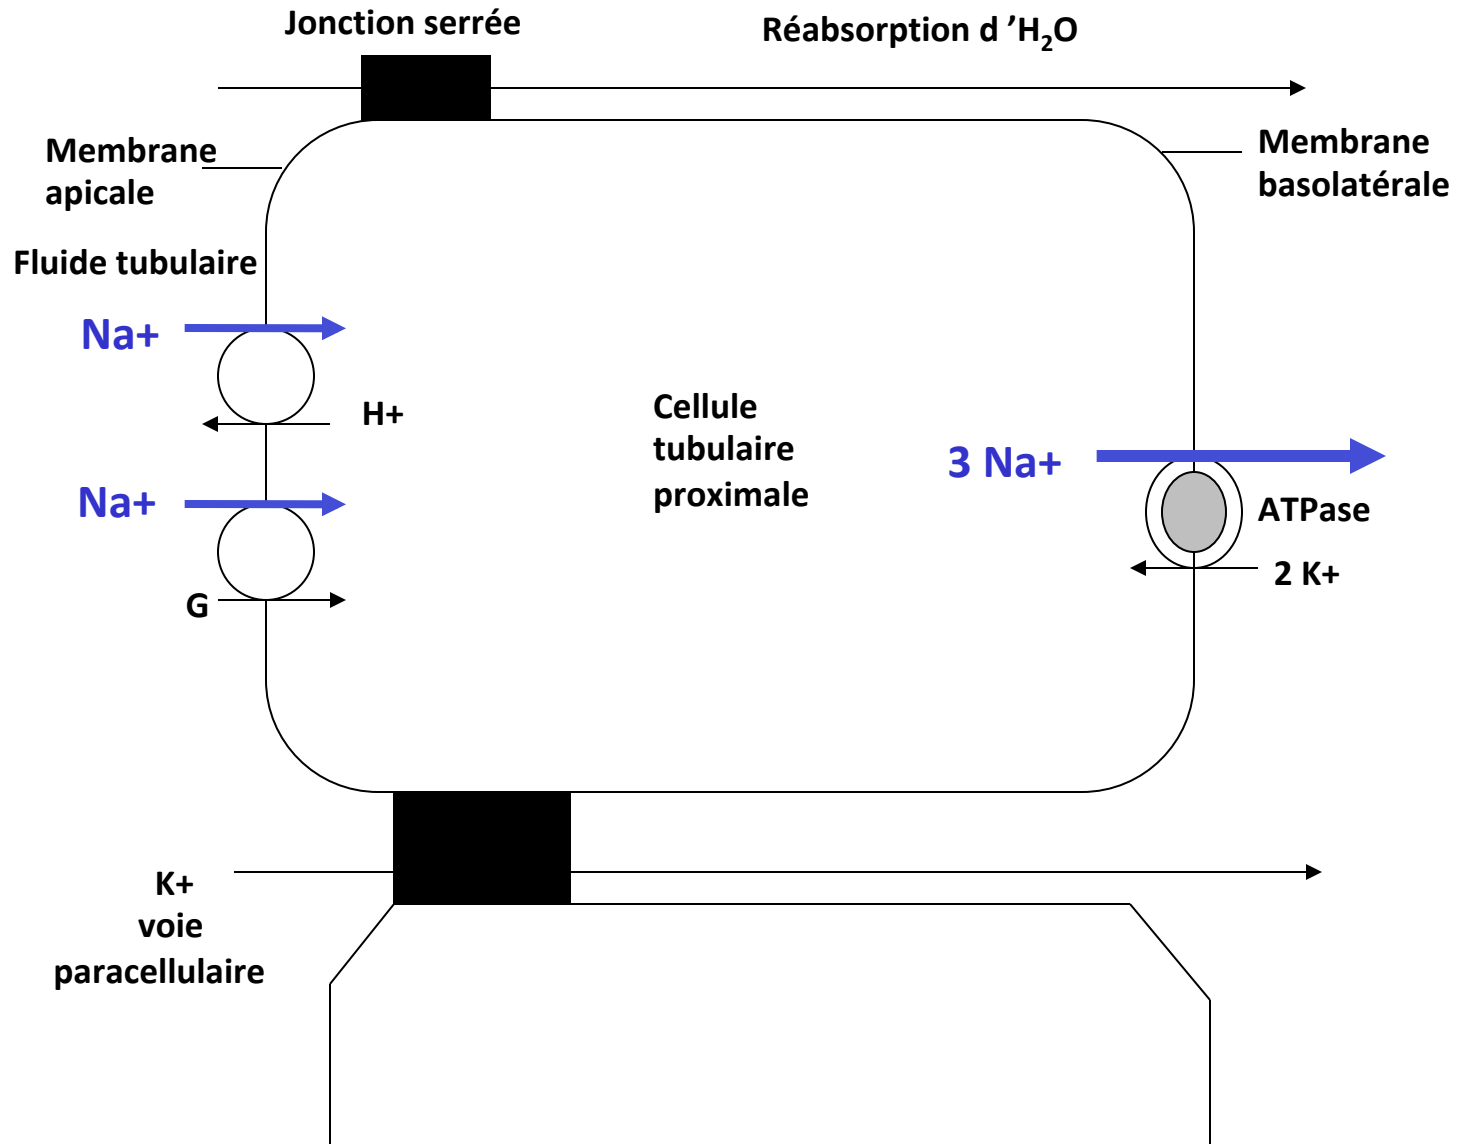 Jonction serrée
Réabsorption d ’H₂O
Membrane
apicale
Membrane
basolatérale
Fluide tubulaire
Na+
H+
Cellule
tubulaire
proximale
3 Na+
Na+
ATPase
2 K+
G
K+
voie
paracellulaire